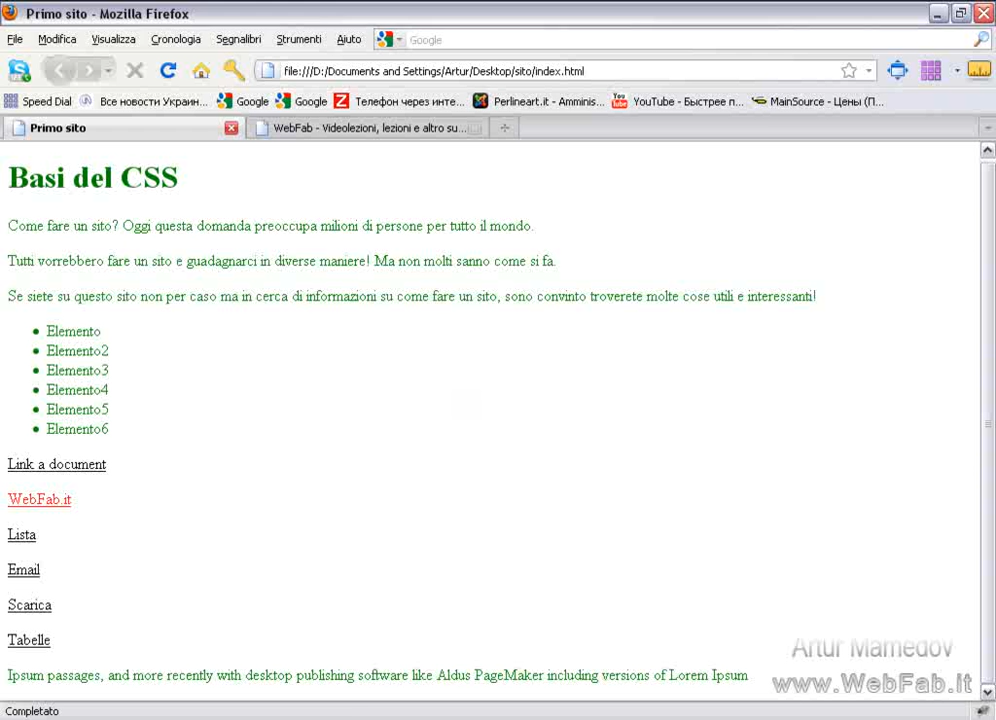 Primo sito - Mozilla Firefox
File Modifica Visualizza Cronologia Segnalibri Strumenti Aiuto Google
file:///D:/Documents and Settings/Artur/Desktop/sito/index.html
Speed Dial Все новости Украин... Google Google Телефон через инте... Perlineart.it - Amminis... YouTube - Быстрее п... MainSource - Цены (П...
Primo sito WebFab - Videolezioni, lezioni e altro su...
Basi del CSS
Come fare un sito? Oggi questa domanda preoccupa milioni di persone per tutto il mondo.
Tutti vorrebbero fare un sito e guadagnarci in diverse maniere! Ma non molti sanno come si fa.
Se siete su questo sito non per caso ma in cerca di informazioni su come fare un sito, sono convinto troverete molte cose utili e interessanti!
• Elemento
• Elemento2
• Elemento3
• Elemento4
• Elemento5
• Elemento6
Link a document
WebFab.it
Lista
Email
Scarica
Tabelle
Ipsum passages, and more recently with desktop publishing software like Aldus PageMaker including versions of Lorem Ipsum
Artur Mamedov
www.WebFab.it
Completato